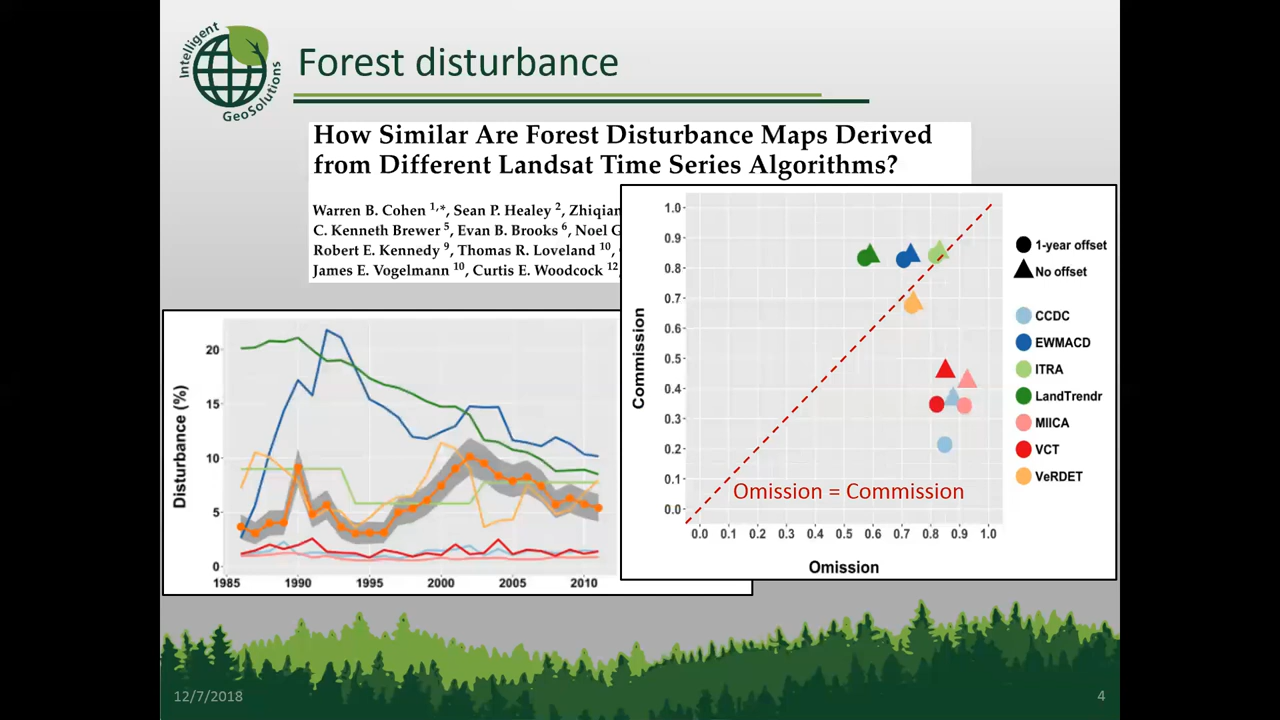 Intelligent
GeoSolutions
Forest disturbance
How Similar Are Forest Disturbance Maps Derived
from Different Landsat Time Series Algorithms?
Warren B. Cohen 1,*, Sean P. Healey 2, Zhiqian
C. Kenneth Brewer 5, Evan B. Brooks 6, Noel G
Robert E. Kennedy 9, Thomas R. Loveland 10,
James E. Vogelmann 10, Curtis E. Woodcock 12,
Disturbance (%)
20
15
10
5
0
1985 1990 1995 2000 2005 2010
Commission
1.0
0.9
0.8
0.7
0.6
0.5
0.4
0.3
0.2
0.1
0.0
Omission = Commission
0.0 0.1 0.2 0.3 0.4 0.5 0.6 0.7 0.8 0.9 1.0
Omission
1-year offset
No offset
CCDC
EWMACD
ITRA
LandTrendr
MIICA
VCT
VeRDET
12/7/2018
4